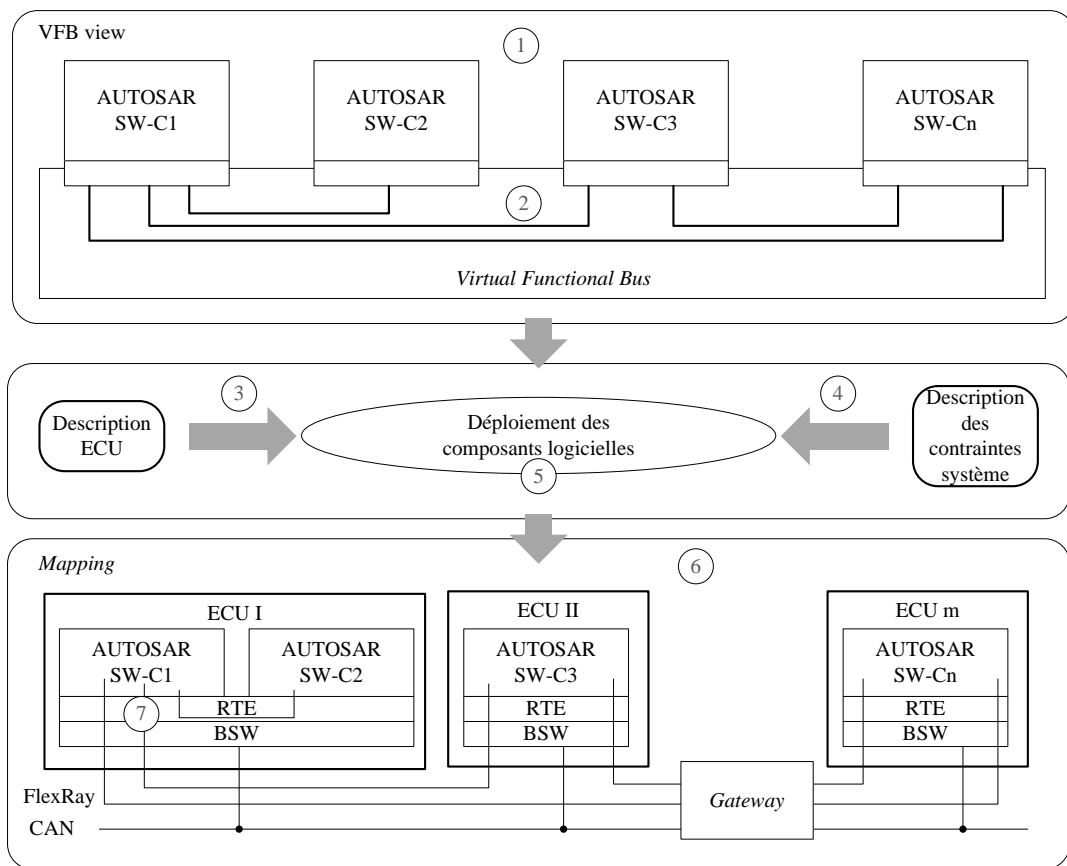 VFB view
1
AUTOSAR
SW-C1
AUTOSAR
SW-C2
AUTOSAR
SW-C3
AUTOSAR
SW-Cn
2
Virtual Functional Bus
3
4
Description
ECU
Déploiement des
composants logicielles
5
Description
des
contraintes
système
Mapping
6
ECU I
AUTOSAR
SW-C1
AUTOSAR
SW-C2
7
RTE
BSW
ECU II
AUTOSAR
SW-C3
RTE
BSW
ECU m
AUTOSAR
SW-Cn
RTE
BSW
FlexRay
CAN
Gateway